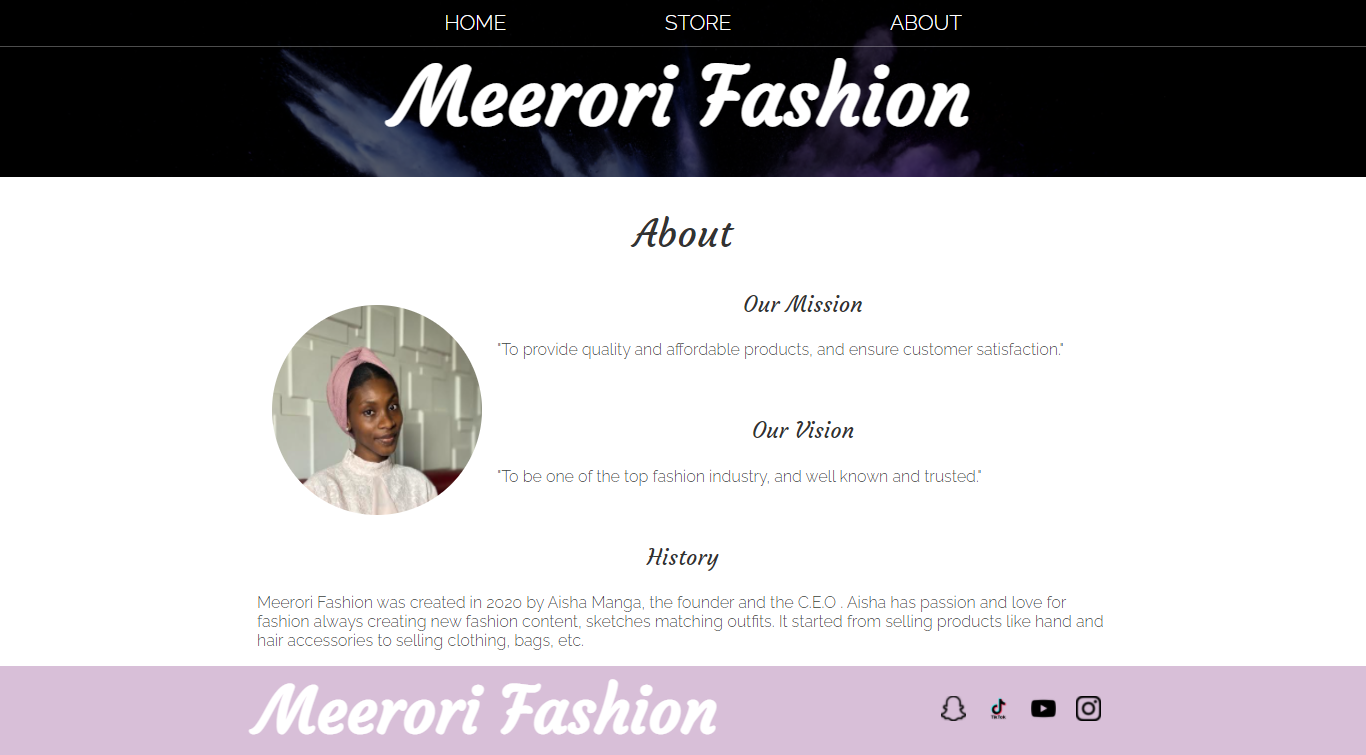 HOME STORE ABOUT
Meerori Fashion
About
Our Mission
"To provide quality and affordable products, and ensure customer satisfaction."
Our Vision
"To be one of the top fashion industry, and well known and trusted."
History
Meerori Fashion was created in 2020 by Aisha Manga, the founder and the C.E.O . Aisha has passion and love for
fashion always creating new fashion content, sketches matching outfits. It started from selling products like hand and
hair accessories to selling clothing, bags, etc.
Meerori Fashion
TikTok